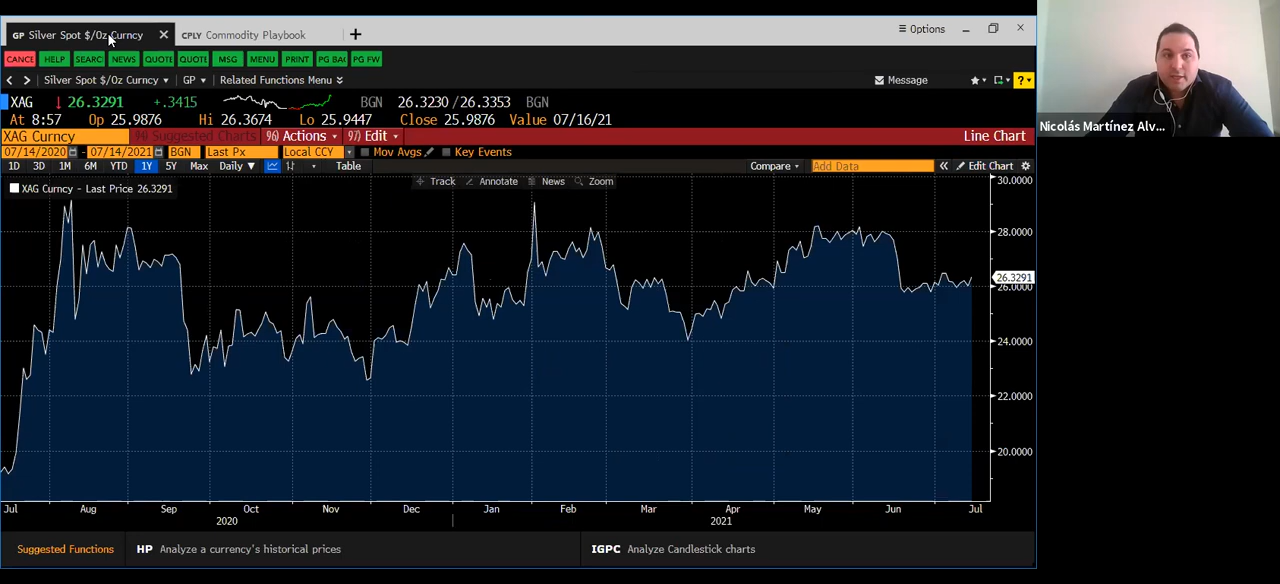 GP Silver Spot $/Oz Curncy CPLY Commodity Playbook Options
CANCE HELP SEARC NEWS QUOTE QUOTE MSG MENU PRINT PG BAC PG FW
Silver Spot $/Oz Curncy GP Related Functions Menu Message
XAG 26.3291 +.3415 BGN 26.3230/26.3353 BGN
At 8:57 Op 25.9876 Hi 26.3674 Lo 25.9447 Close 25.9876 Value 07/16/21
XAG Curncy 94 Suggested Charts 96) Actions 97) Edit Line Chart
07/14/2020 - 07/14/2021 BGN Last Px Local CCY Mov Avgs Key Events
1D 3D 1M 6M YTD 1Y 5Y Max Daily Table Compare Add Data Edit Chart
Track Annotate News Zoom
XAG Curncy - Last Price 26.3291
30.0000
28.0000
26.3291
26.0000
24.0000
22.0000
20.0000
Jul Aug Sep Oct Nov Dec Jan Feb Mar Apr May Jun Jul
2020 2021
Suggested Functions HP Analyze a currency's historical prices IGPC Analyze Candlestick charts
Nicolás Martínez Alv...